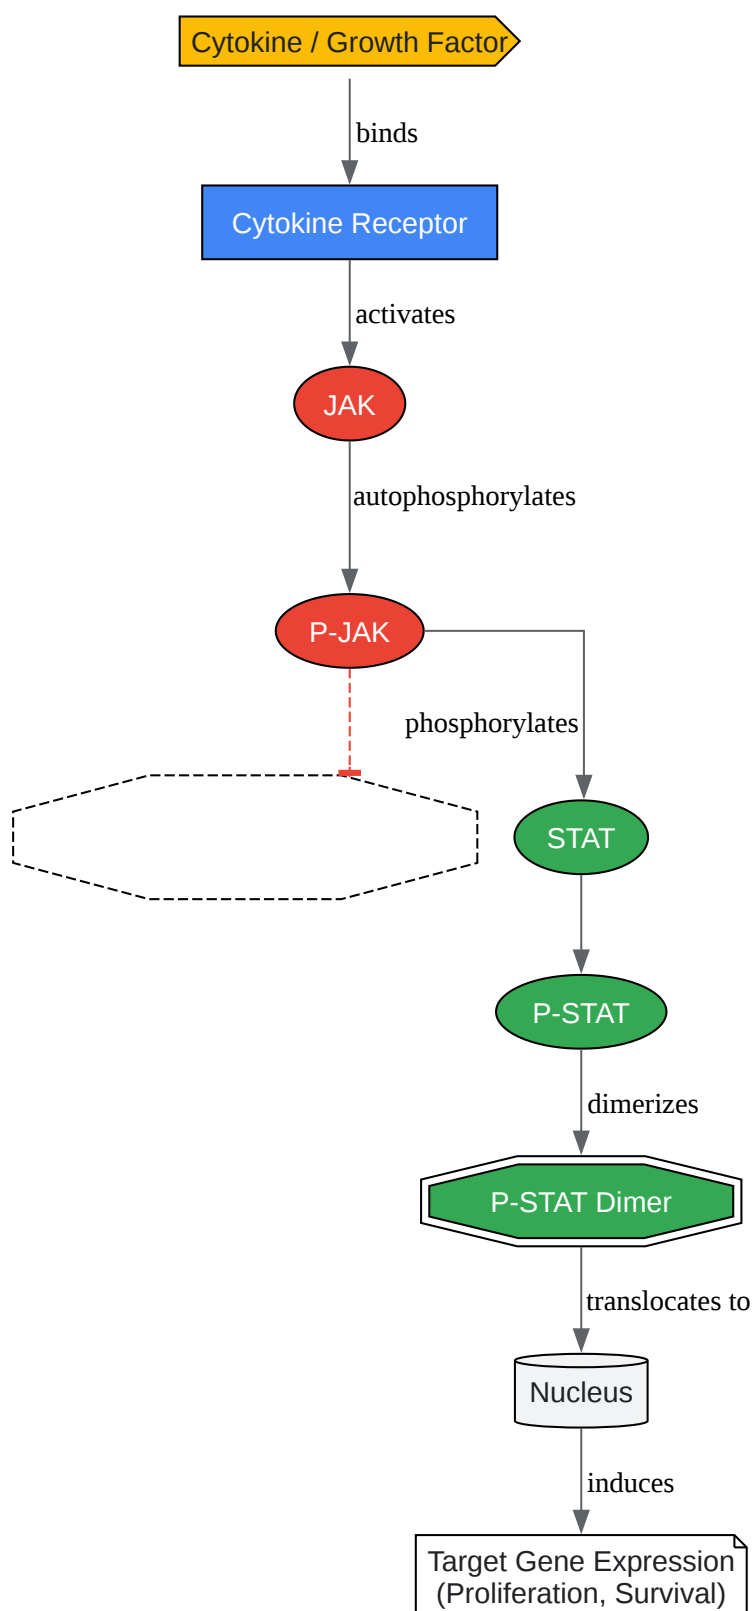 Cytokine / Growth Factor
binds
Cytokine Receptor
activates
JAK
autophosphorylates
P-JAK
phosphorylates
STAT
P-STAT
dimerizes
P-STAT Dimer
translocates to
Nucleus
induces
Target Gene Expression
(Proliferation, Survival)